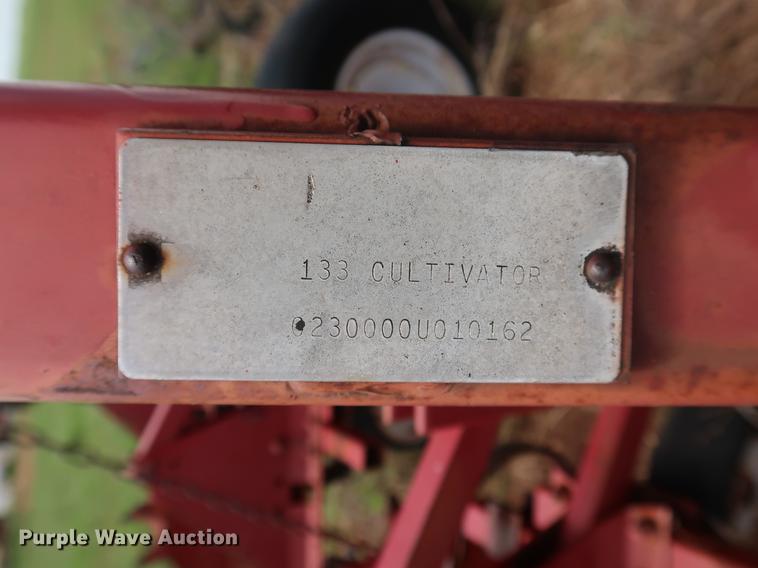 133 CULTIVATOR
0230000U010162
Purple Wave Auction